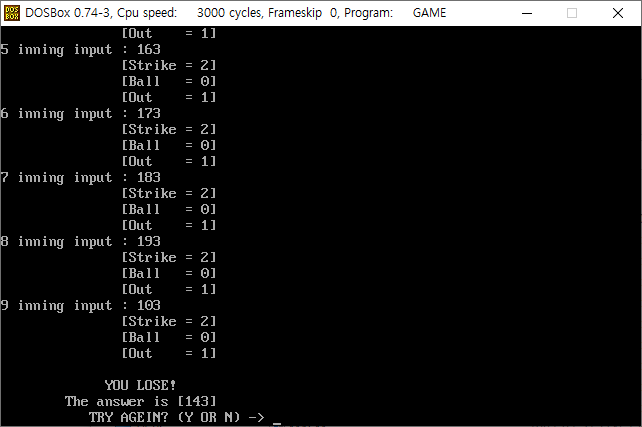 DOSBox 0.74-3, Cpu speed: 3000 cycles, Frameskip 0, Program: GAME
[Out = 1]
5 inning input : 163
[Strike = 2]
[Ball = 0]
[Out = 1]
6 inning input : 173
[Strike = 2]
[Ball = 0]
[Out = 1]
7 inning input : 183
[Strike = 2]
[Ball = 0]
[Out = 1]
8 inning input : 193
[Strike = 2]
[Ball = 0]
[Out = 1]
9 inning input : 103
[Strike = 2]
[Ball = 0]
[Out = 1]
YOU LOSE!
The answer is [143]
TRY AGEIN? (Y OR N) -> _